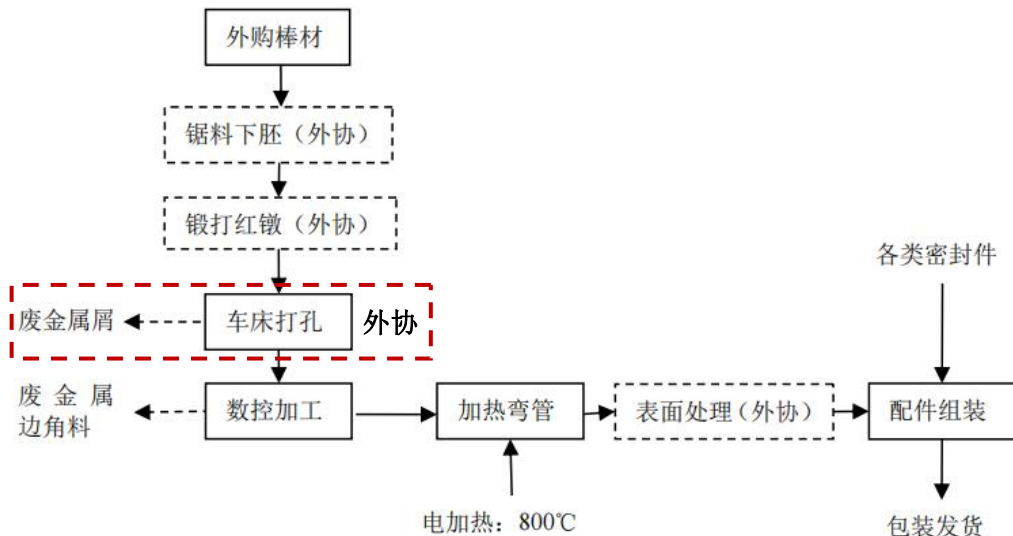 外购棒材
锯料下胚（外协）
锻打红镦（外协）
各类密封件
废金属屑
车床打孔
外协
废金属
边角料
数控加工
加热弯管
表面处理（外协）
配件组装
电加热：800℃
包装发货